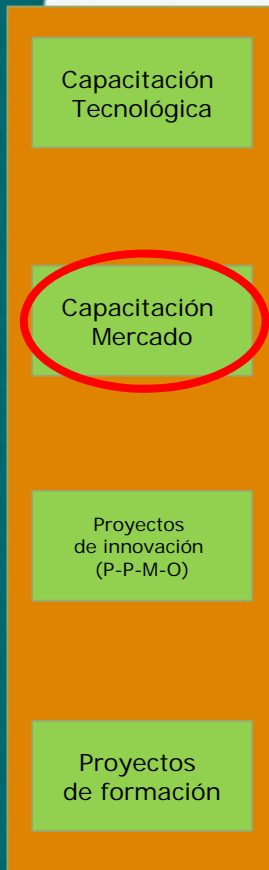 Capacitación
Tecnológica
Capacitación
Mercado
Proyectos
de innovación
(P-P-M-O)
Proyectos
de formación